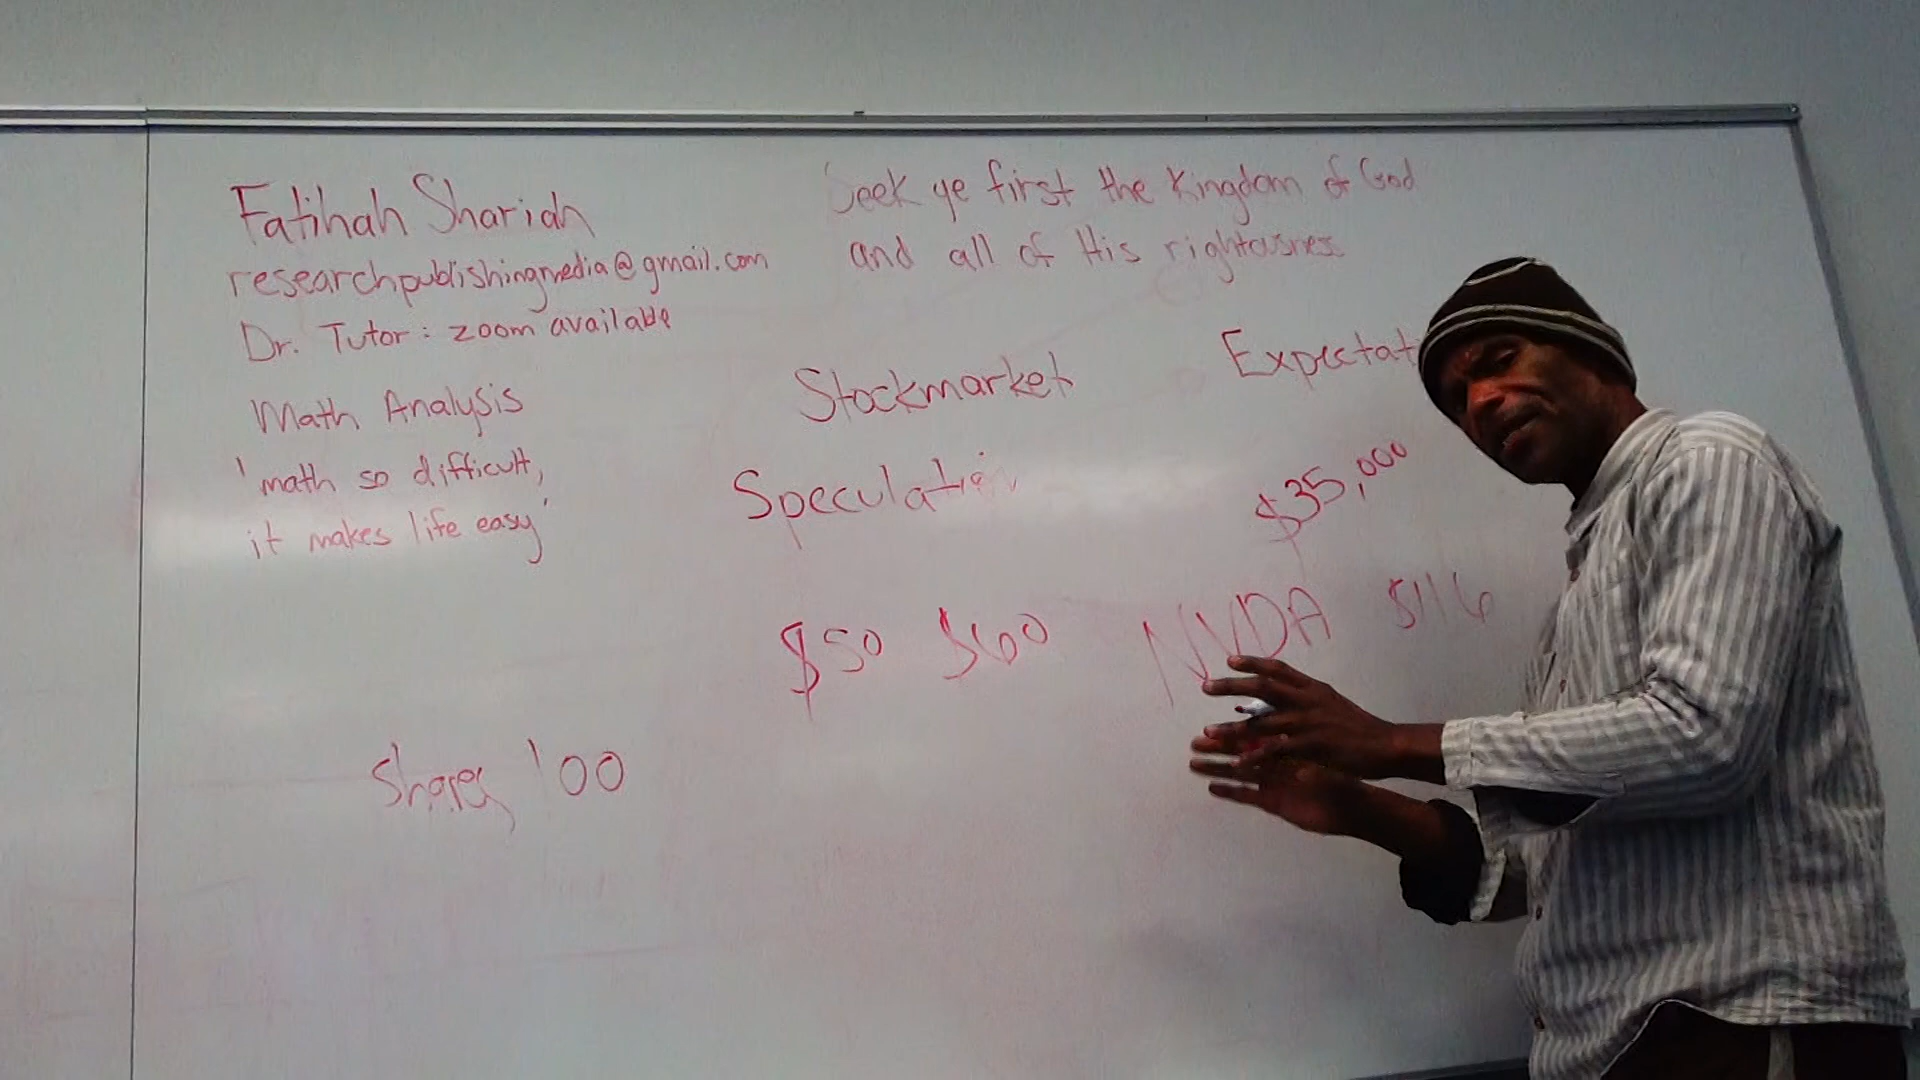 Fatihah Shariah
researchpublishingmedia@gmail.com
Dr. Tutor: zoom available
Math Analysis
'math so difficult,
it makes life easy'
Seek ye first the Kingdom of God
and all of His
Stockmarket
Expectat
Speculation
$35,000
$50 $60 NVDA $116
Shares 100